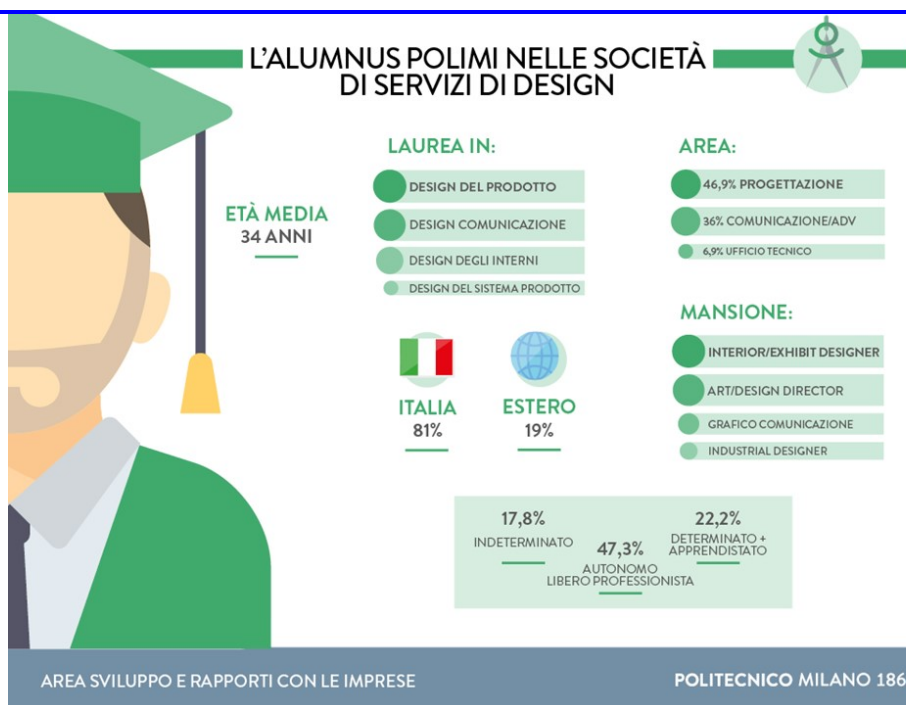 L'ALUMNUS POLIMI NELLE SOCIETÀ
DI SERVIZI DI DESIGN
ETÀ MEDIA
34 ANNI
LAUREA IN:
DESIGN DEL PRODOTTO
DESIGN COMUNICAZIONE
DESIGN DEGLI INTERNI
DESIGN DEL SISTEMA PRODOTTO
AREA:
46,9% PROGETTAZIONE
36% COMUNICAZIONE/ADV
6,9% UFFICIO TECNICO
ITALIA
81%
ESTERO
19%
MANSIONE:
INTERIOR/EXHIBIT DESIGNER
ART/DESIGN DIRECTOR
GRAFICO COMUNICAZIONE
INDUSTRIAL DESIGNER
17,8%
INDETERMINATO
47,3%
AUTONOMO
LIBERO PROFESSIONISTA
22,2%
DETERMINATO +
APPRENDISTATO
AREA SVILUPPO E RAPPORTI CON LE IMPRESE
POLITECNICO MILANO 186